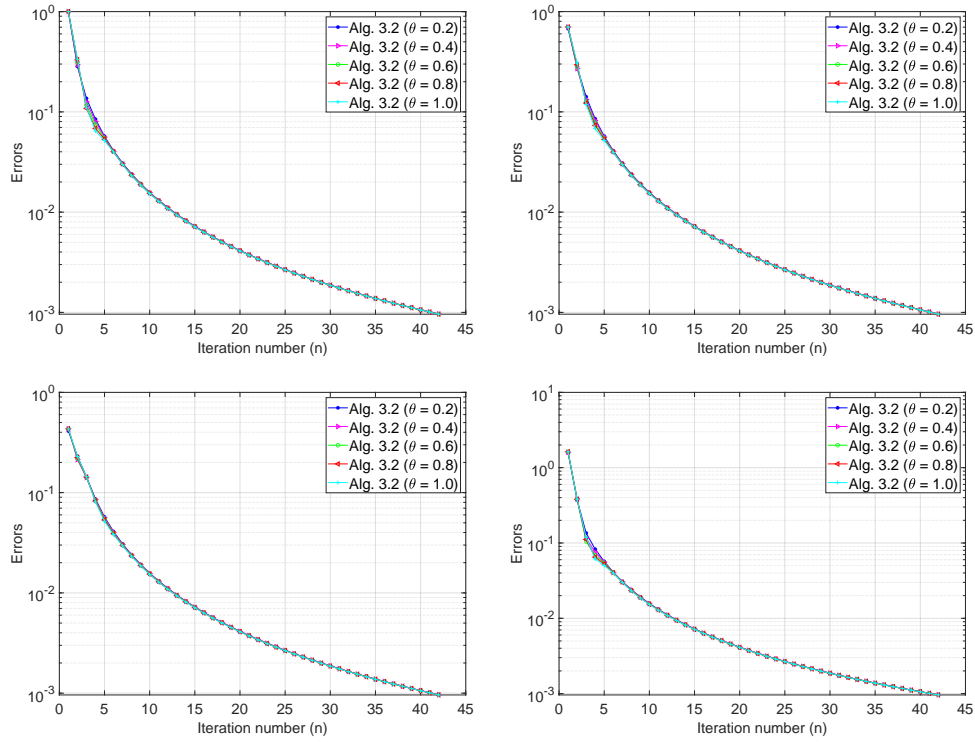 10^0
10^-1
10^-2
10^-3
Errors
0 5 10 15 20 25 30 35 40 45
Iteration number (n)
Alg. 3.2 (θ = 0.2)
Alg. 3.2 (θ = 0.4)
Alg. 3.2 (θ = 0.6)
Alg. 3.2 (θ = 0.8)
Alg. 3.2 (θ = 1.0)
10^0
10^-1
10^-2
10^-3
Errors
0 5 10 15 20 25 30 35 40 45
Iteration number (n)
Alg. 3.2 (θ = 0.2)
Alg. 3.2 (θ = 0.4)
Alg. 3.2 (θ = 0.6)
Alg. 3.2 (θ = 0.8)
Alg. 3.2 (θ = 1.0)
10^0
10^-1
10^-2
10^-3
Errors
0 5 10 15 20 25 30 35 40 45
Iteration number (n)
Alg. 3.2 (θ = 0.2)
Alg. 3.2 (θ = 0.4)
Alg. 3.2 (θ = 0.6)
Alg. 3.2 (θ = 0.8)
Alg. 3.2 (θ = 1.0)
10^1
10^0
10^-1
10^-2
10^-3
Errors
0 5 10 15 20 25 30 35 40 45
Iteration number (n)
Alg. 3.2 (θ = 0.2)
Alg. 3.2 (θ = 0.4)
Alg. 3.2 (θ = 0.6)
Alg. 3.2 (θ = 0.8)
Alg. 3.2 (θ = 1.0)